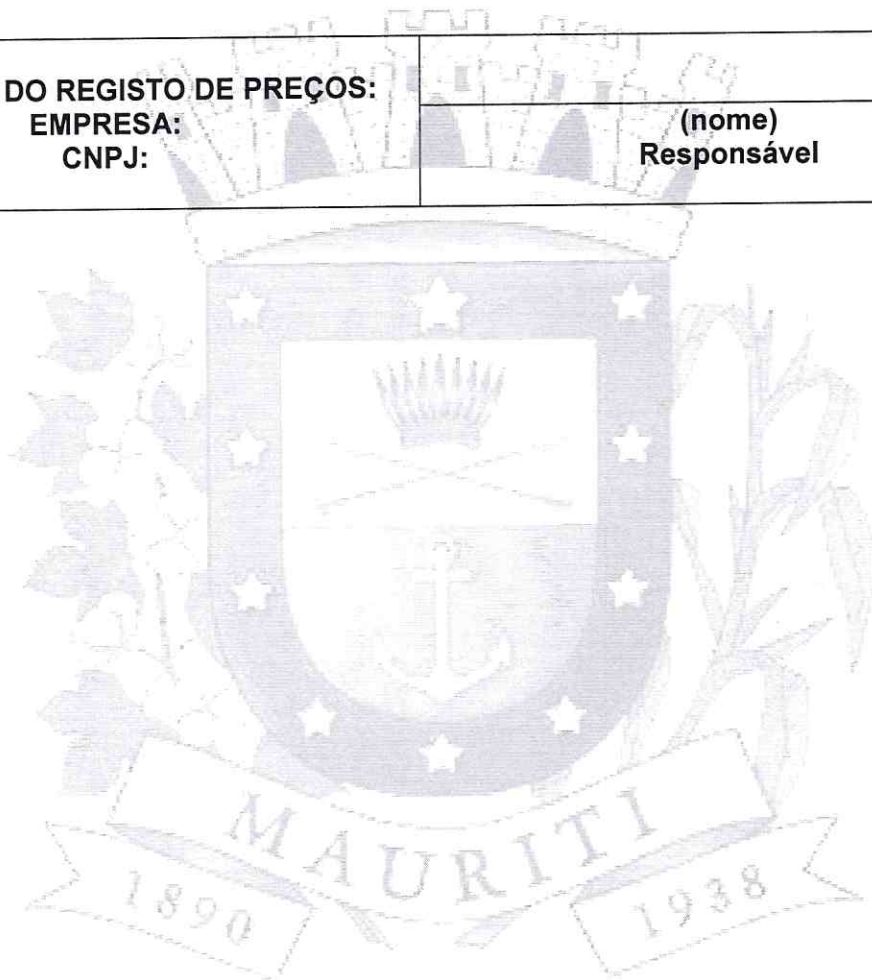 DO REGISTO DE PREÇOS:
EMPRESA:
CNPJ:
(nome)
Responsável
MAURITI
1890
1938